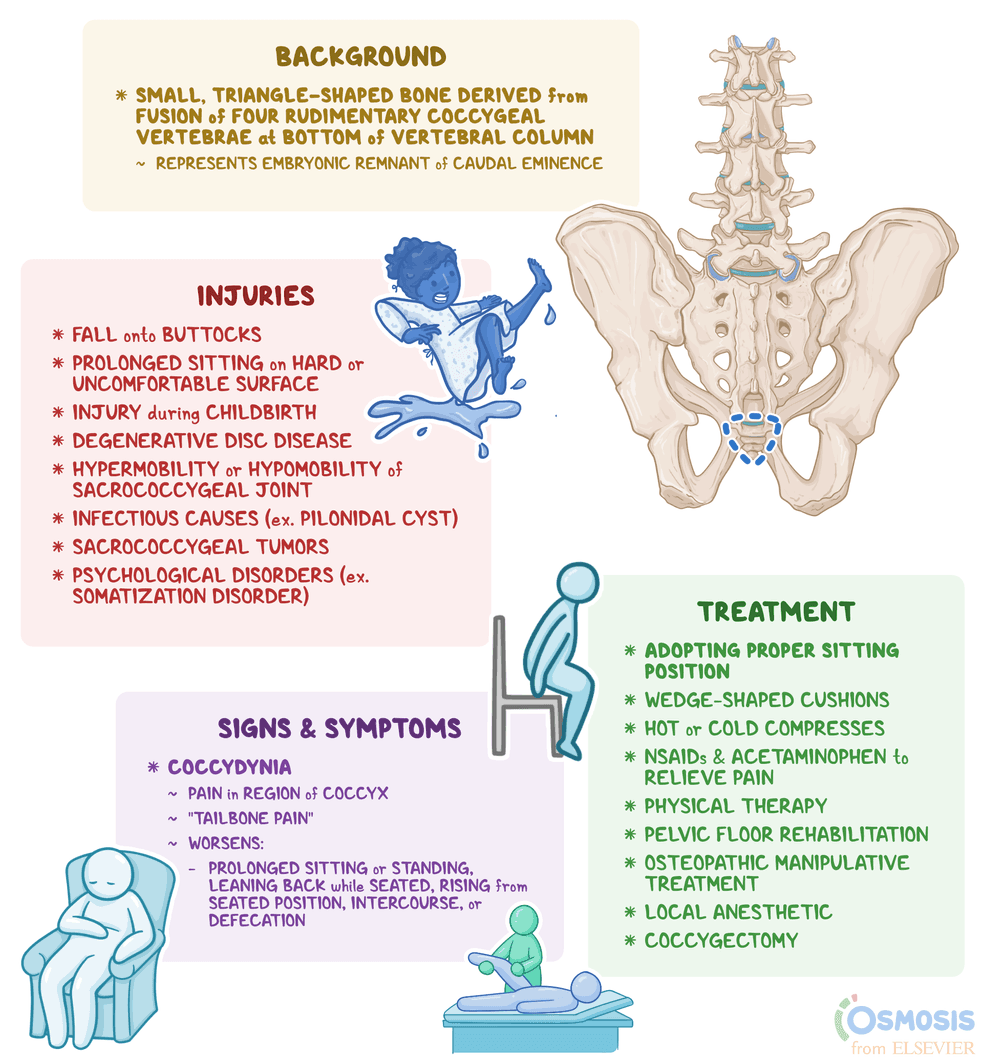 BACKGROUND
* SMALL, TRIANGLE-SHAPED BONE DERIVED from
FUSION of FOUR RUDIMENTARY COCCYGEAL
VERTEBRAE at BOTTOM of VERTEBRAL COLUMN
~ REPRESENTS EMBRYONIC REMNANT of CAUDAL EMINENCE
INJURIES
* FALL onto BUTTOCKS
* PROLONGED SITTING on HARD or
UNCOMFORTABLE SURFACE
* INJURY during CHILDBIRTH
* DEGENERATIVE DISC DISEASE
* HYPERMOBILITY or HYPOMOBILITY of
SACROCOCCYGEAL JOINT
* INFECTIOUS CAUSES (ex. PILONIDAL CYST)
* SACROCOCCYGEAL TUMORS
* PSYCHOLOGICAL DISORDERS (ex.
SOMATIZATION DISORDER)
SIGNS & SYMPTOMS
* COCCYDYNIA
~ PAIN in REGION of COCCYX
~ "TAILBONE PAIN"
~ WORSENS:
- PROLONGED SITTING or STANDING,
LEANING BACK while SEATED, RISING from
SEATED POSITION, INTERCOURSE, or
DEFECATION
TREATMENT
* ADOPTING PROPER SITTING
POSITION
* WEDGE-SHAPED CUSHIONS
* HOT or COLD COMPRESSES
* NSAIDs & ACETAMINOPHEN to
RELIEVE PAIN
* PHYSICAL THERAPY
* PELVIC FLOOR REHABILITATION
* OSTEOPATHIC MANIPULATIVE
TREATMENT
* LOCAL ANESTHETIC
* COCCYGECTOMY
OSMOSIS
from ELSEVIER